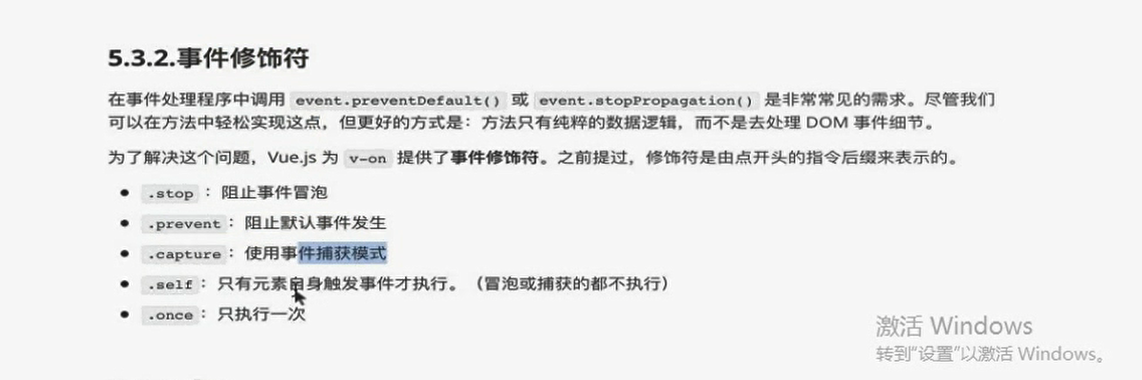 5.3.2.事件修饰符
在事件处理程序中调用 event.preventDefault() 或 event.stopPropagation() 是非常常见的需求。尽管我们
可以在方法中轻松实现这点，但更好的方式是：方法只有纯粹的数据逻辑，而不是去处理 DOM 事件细节。
为了解决这个问题，Vue.js 为 v-on 提供了事件修饰符。之前提过，修饰符是由点开头的指令后缀来表示的。
• .stop ：阻止事件冒泡
• .prevent ：阻止默认事件发生
• .capture ：使用事件捕获模式
• .self ：只有元素自身触发事件才执行。（冒泡或捕获的都不执行）
• .once ：只执行一次
激活 Windows
转到“设置”以激活 Windows。